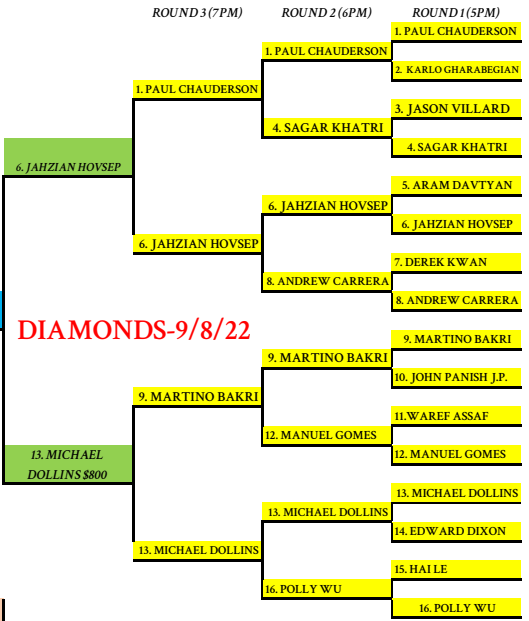 ROUND 3 (7PM) ROUND 2 (6PM) ROUND 1 (5PM)
1. PAUL CHAUDERSON
1. PAUL CHAUDERSON
2. KARLO GHARABEGIAN
1. PAUL CHAUDERSON
3. JASON VILLARD
4. SAGAR KHATRI
4. SAGAR KHATRI
6. JAHZIAN HOVSEP
5. ARAM DAVTYAN
6. JAHZIAN HOVSEP
6. JAHZIAN HOVSEP
6. JAHZIAN HOVSEP
7. DEREK KWAN
8. ANDREW CARRERA
8. ANDREW CARRERA
DIAMONDS-9/8/22
9. MARTINO BAKRI
9. MARTINO BAKRI
10. JOHN PANISH J.P.
9. MARTINO BAKRI
11.WAREF ASSAF
12. MANUEL GOMES
12. MANUEL GOMES
13. MICHAEL
DOLLINS $800
13. MICHAEL DOLLINS
13. MICHAEL DOLLINS
14. EDWARD DIXON
13. MICHAEL DOLLINS
15. HAI LE
16. POLLY WU
16. POLLY WU